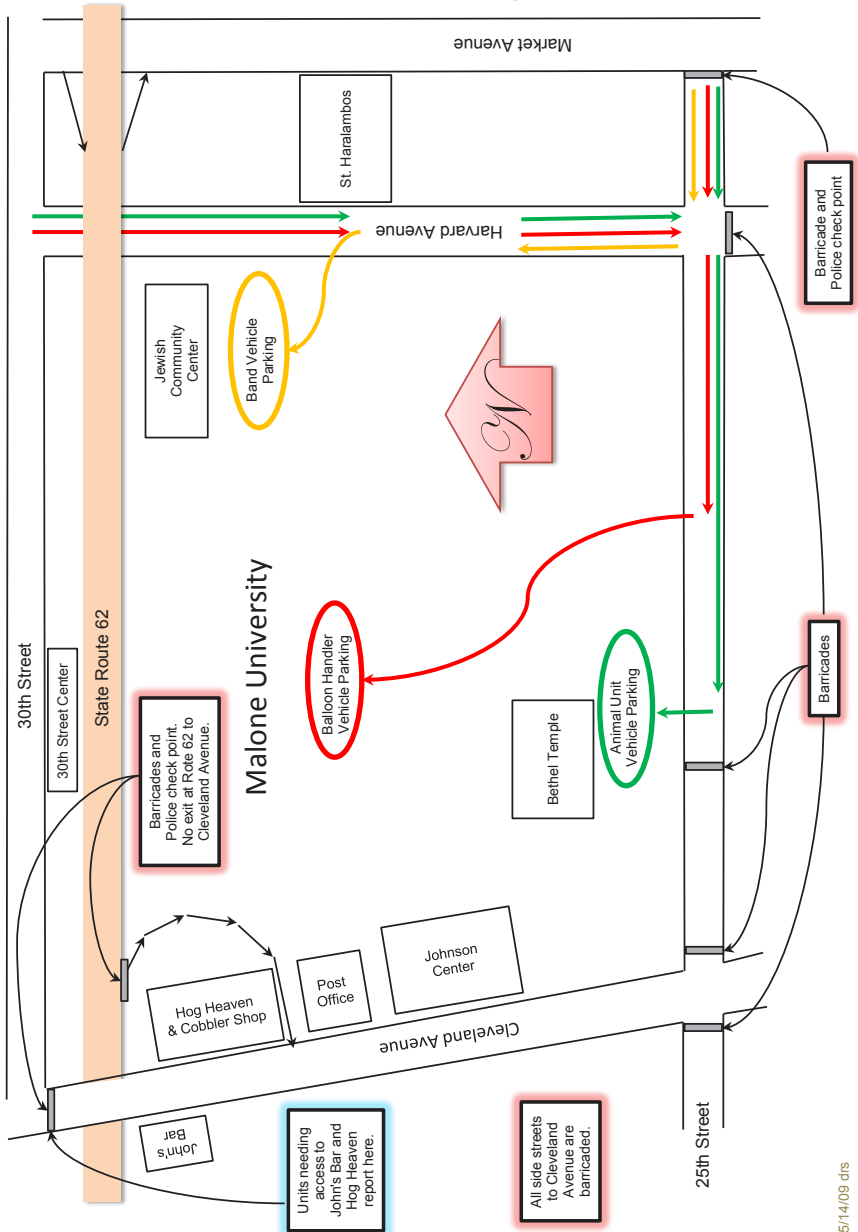 30th Street
30th Street Center
State Route 62
Barricades and
Police check point.
No exit at Rote 62 to
Cleveland Avenue.
Malone University
Jewish
Community
Center
Band Vehicle
Parking
Balloon Handler
Vehicle Parking
Animal Unit
Vehicle Parking
Bethel Temple
St. Haralambos
Harvard Avenue
Market Avenue
N
Hog Heaven
& Cobbler Shop
Post
Office
Johnson
Center
Cleveland Avenue
John's
Bar
Units needing
access to
John's Bar and
Hog Heaven
report here.
All side streets
to Cleveland
Avenue are
barricaded.
25th Street
Barricades
Barricade and
Police check point
5/14/09 drs